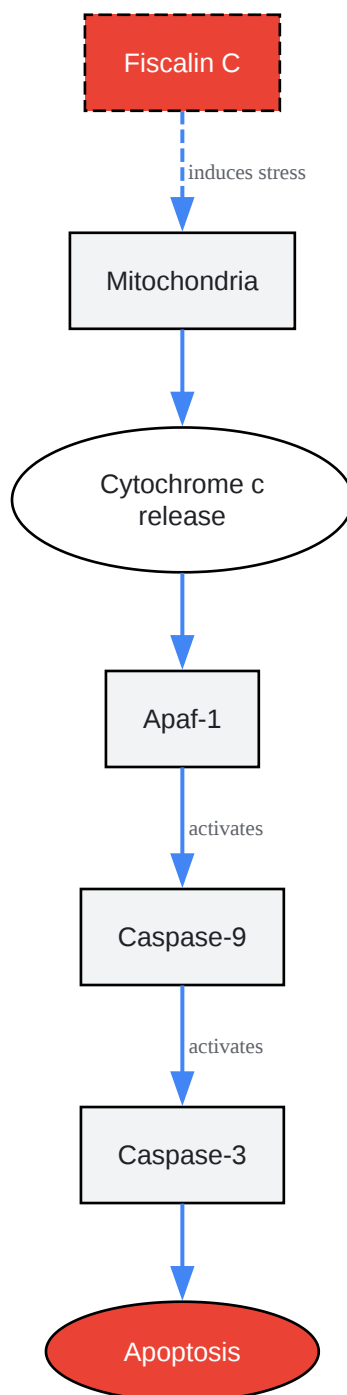 Fiscalin C
induces stress
Mitochondria
Cytochrome c
release
Apaf-1
activates
Caspase-9
activates
Caspase-3
Apoptosis